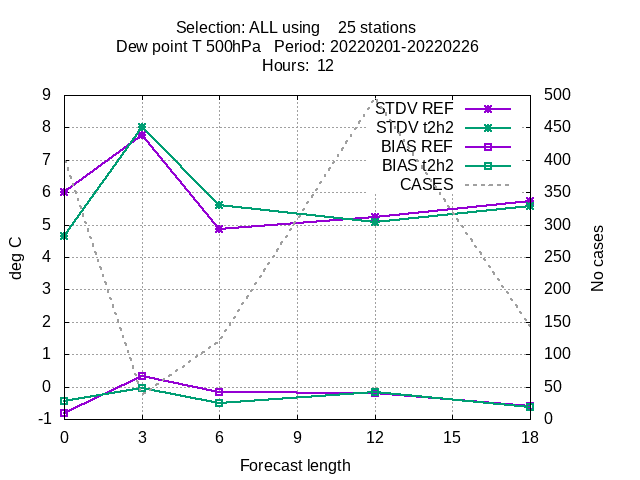 Selection: ALL using    25 stations
Dew point T 500hPa   Period: 20220201-20220226
Hours:  12
STDV REF
STDV t2h2
BIAS REF
BIAS t2h2
CASES
9
8
7
6
5
4
3
2
1
0
-1
deg C
500
450
400
350
300
250
200
150
100
50
0
No cases
0 3 6 9 12 15 18
Forecast length